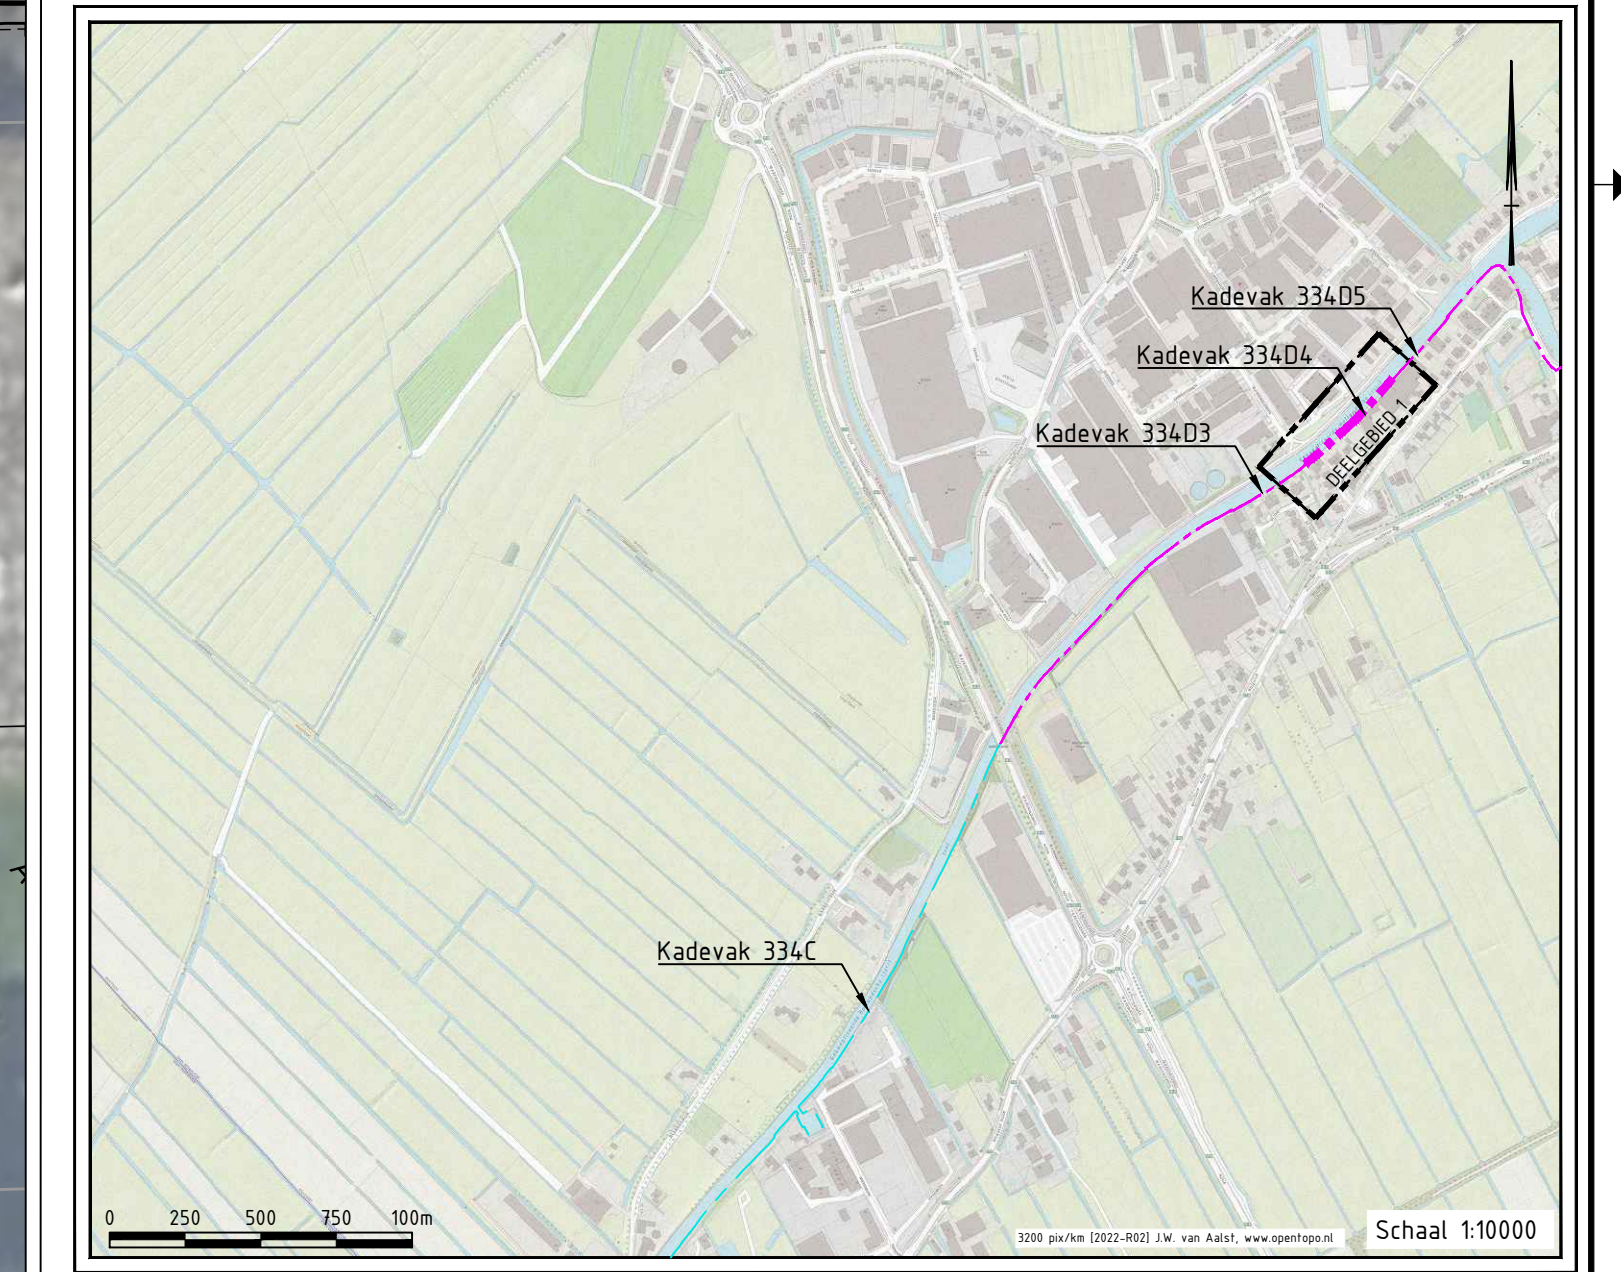 Kadevak 334D5
Kadevak 334D4
Kadevak 334D3
DEELGEBIED 1
Kadevak 334C
0 250 500 750 100m
3200 pix/km [2022-R02] J.W. van Aalst, www.opentopo.nl
Schaal 1:10000